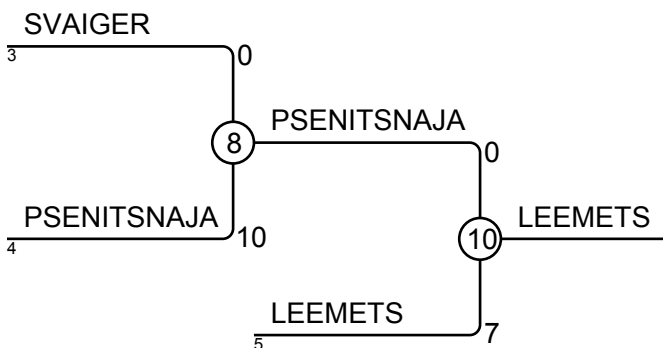 SVAIGER
3
0
8
PSENITSNAJA
0
PSENITSNAJA
4
10
10
LEEMETS
LEEMETS
5
7